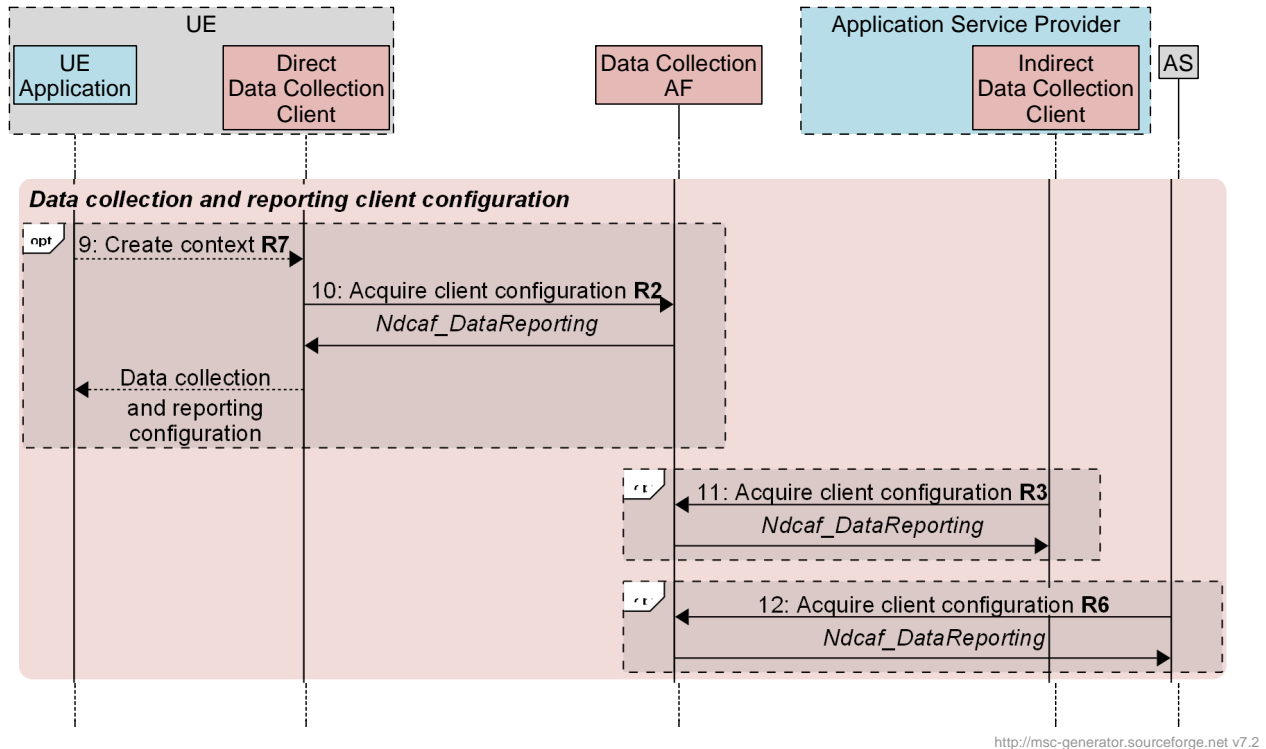 UE
Application Service Provider
UE
Application
Direct
Data Collection
Client
Data Collection
AF
Indirect
Data Collection
Client
AS
Data collection and reporting client configuration
opt
9: Create context R7
10: Acquire client configuration R2
Ndcaf_DataReporting
Data collection
and reporting
configuration
11: Acquire client configuration R3
Ndcaf_DataReporting
12: Acquire client configuration R6
Ndcaf_DataReporting
http://msc-generator.sourceforge.net v7.2